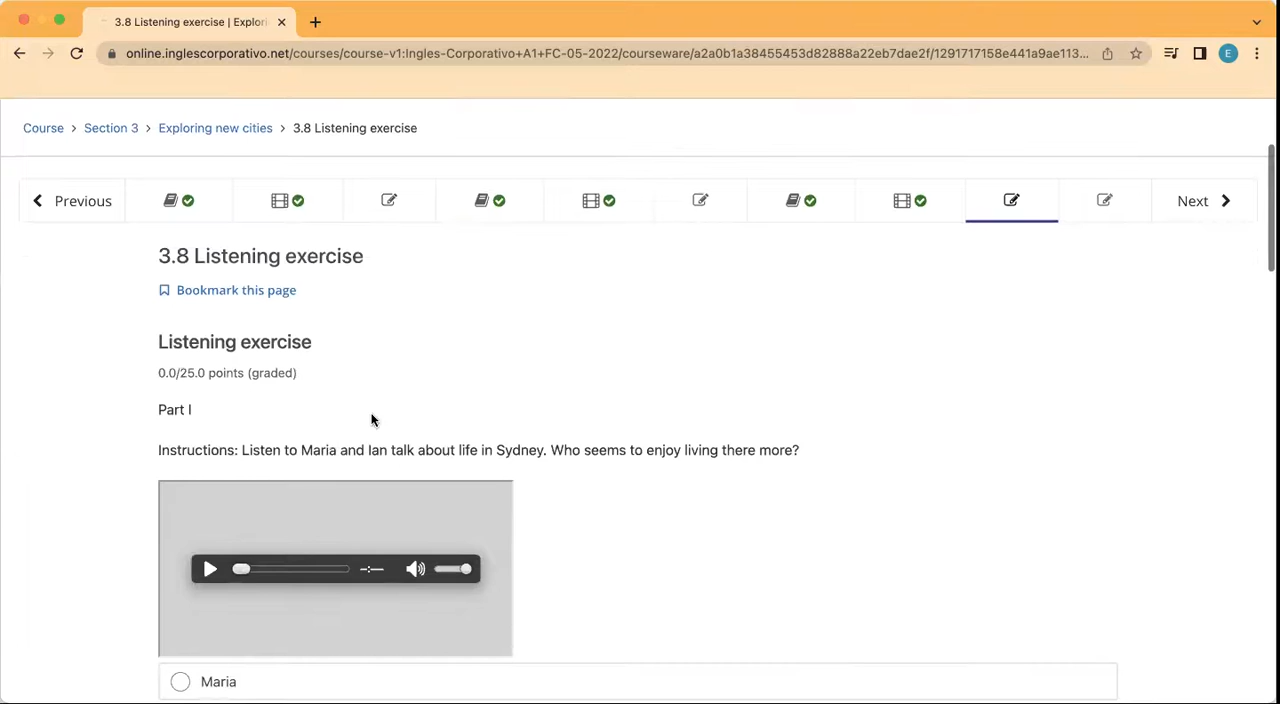 3.8 Listening exercise | Explori
online.inglescorporativo.net/courses/course-v1:Ingles-Corporativo+A1+FC-05-2022/courseware/a2a0b1a38455453d82888a22eb7dae2f/1291717158e441a9ae113...
E
Course > Section 3 > Exploring new cities > 3.8 Listening exercise
Previous
Next
3.8 Listening exercise
Bookmark this page
Listening exercise
0.0/25.0 points (graded)
Part I
Instructions: Listen to Maria and Ian talk about life in Sydney. Who seems to enjoy living there more?
-:--
Maria